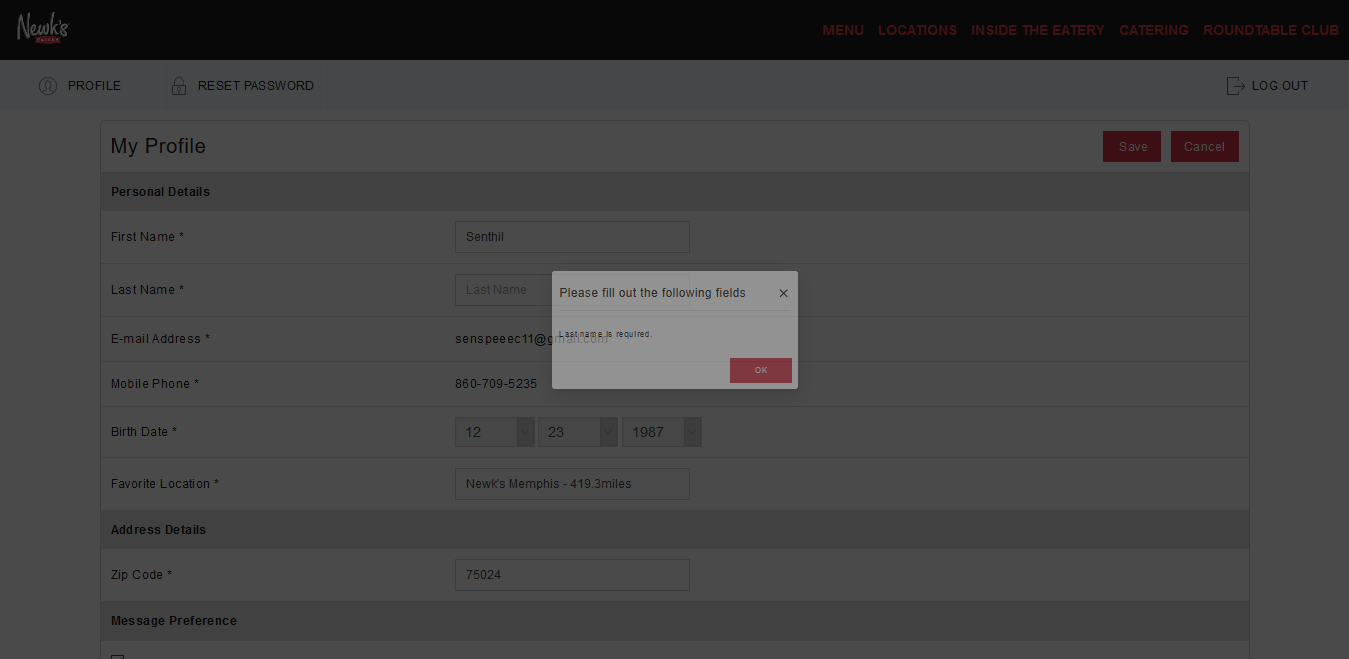 Newk's
EATERY
MENU LOCATIONS INSIDE THE EATERY CATERING ROUNDTABLE CLUB
PROFILE RESET PASSWORD LOG OUT
My Profile Save Cancel
Personal Details
First Name * Senthil
Last Name * Last Name
Please fill out the following fields ×
Last name is required.
OK
E-mail Address * senspeeec11@gmail.com
Mobile Phone * 860-709-5235
Birth Date * 12 23 1987
Favorite Location * Newk's Memphis - 419.3miles
Address Details
Zip Code * 75024
Message Preference